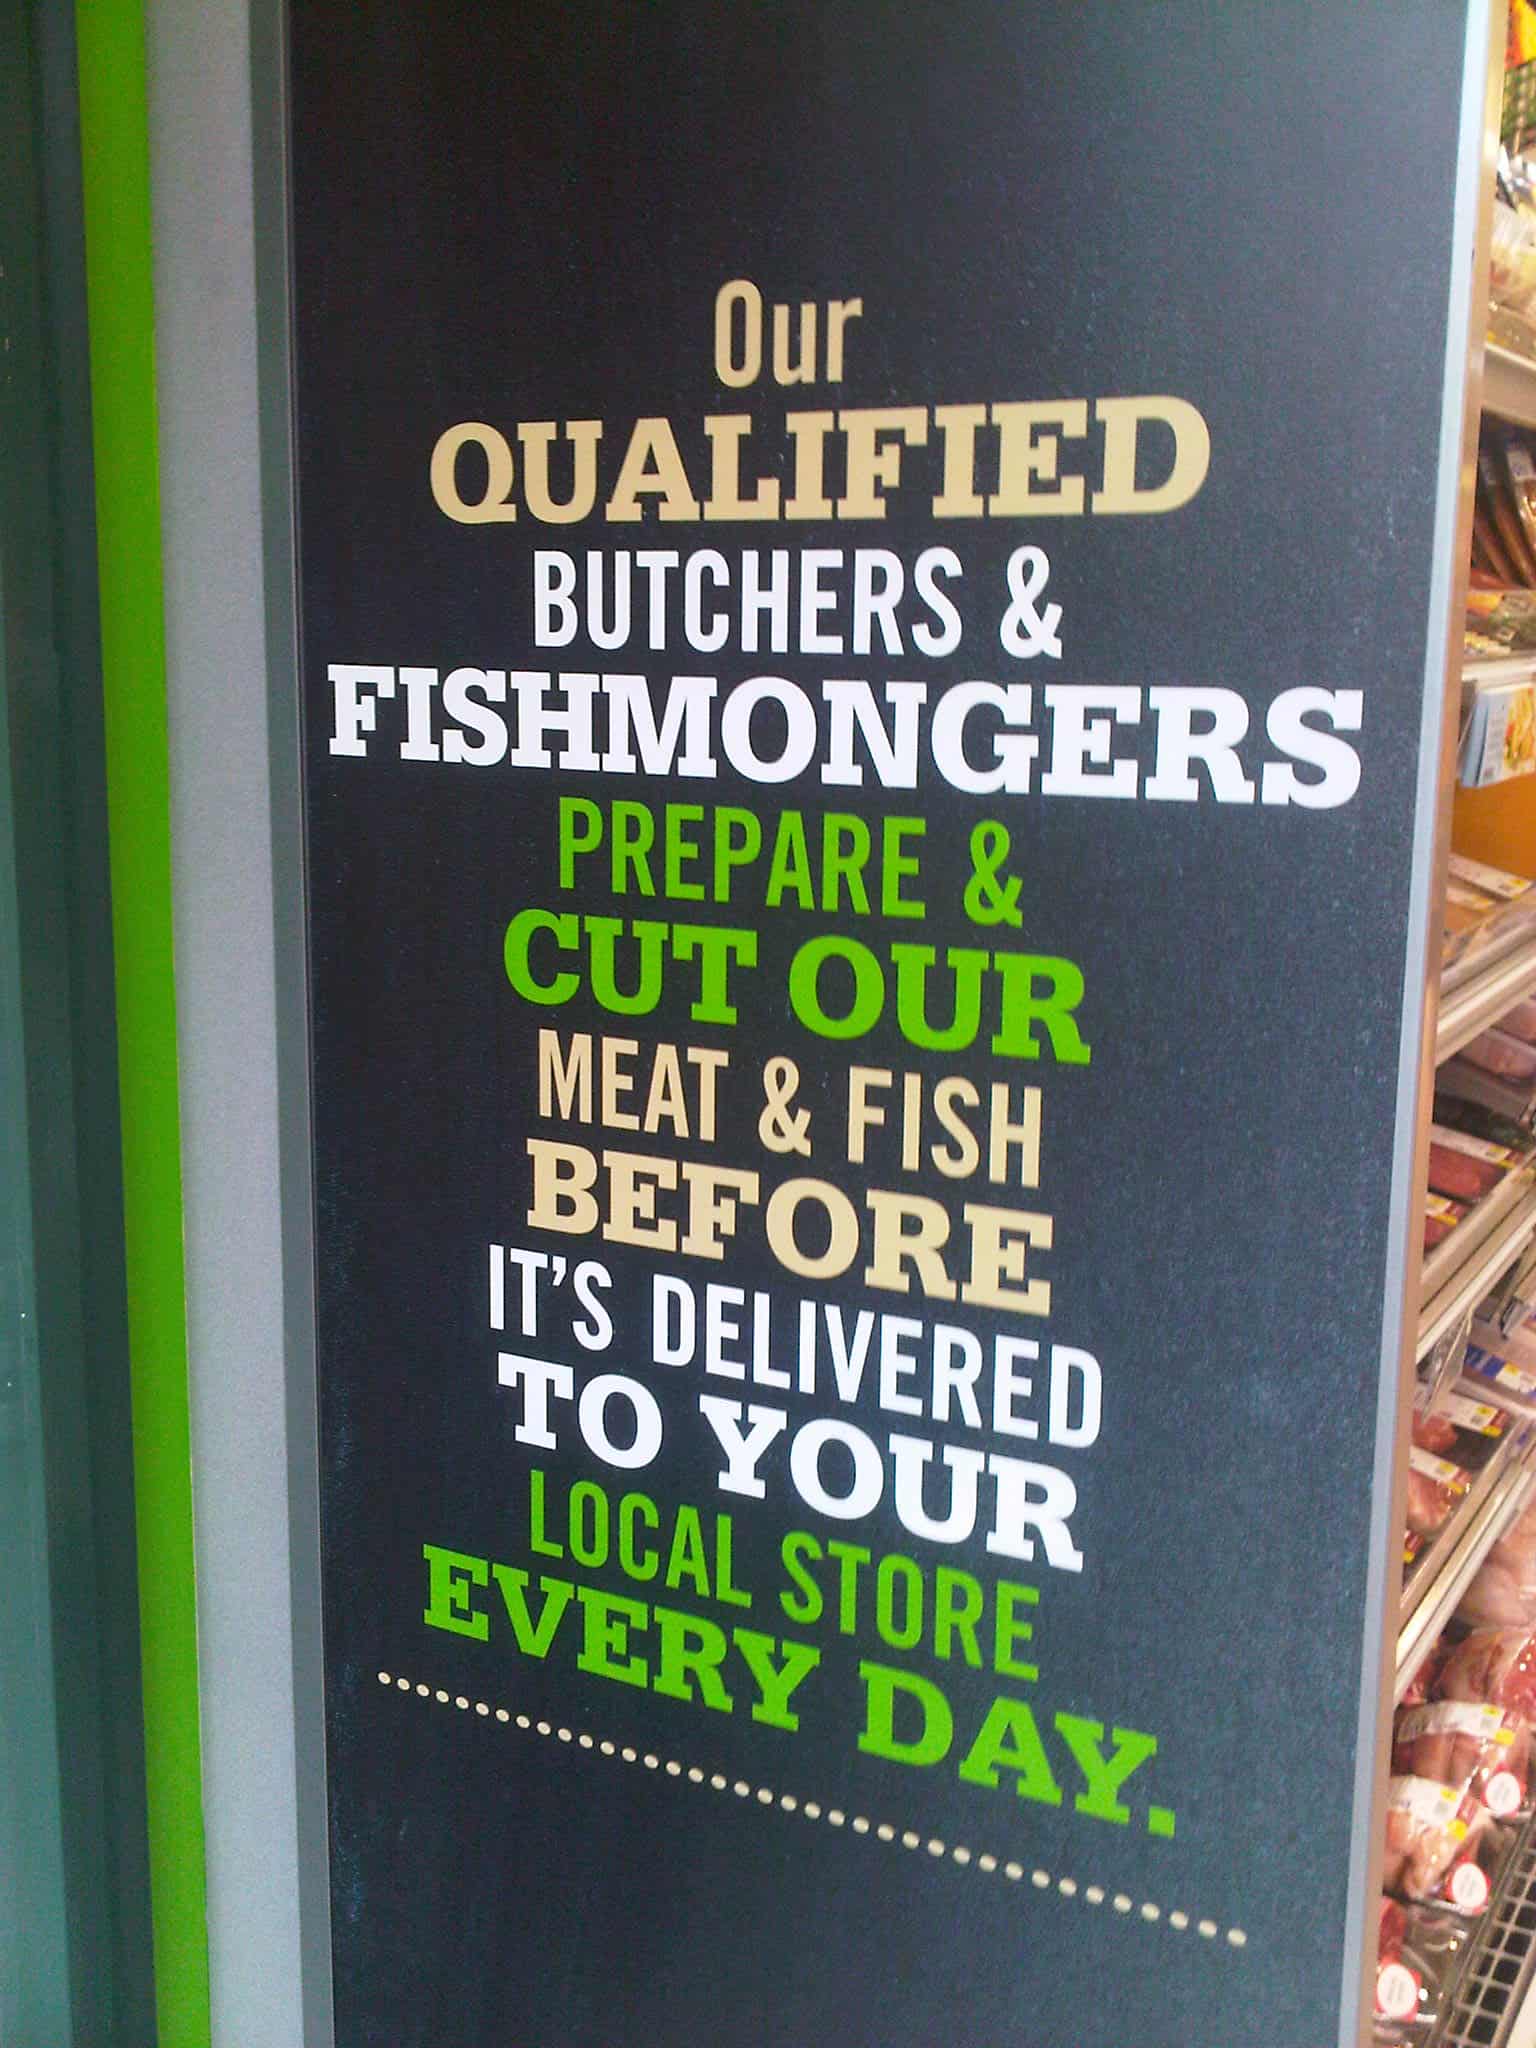 Our
QUALIFIED
BUTCHERS &
FISHMONGERS
PREPARE &
CUT OUR
MEAT & FISH
BEFORE
IT'S DELIVERED
TO YOUR
LOCAL STORE
EVERY DAY.